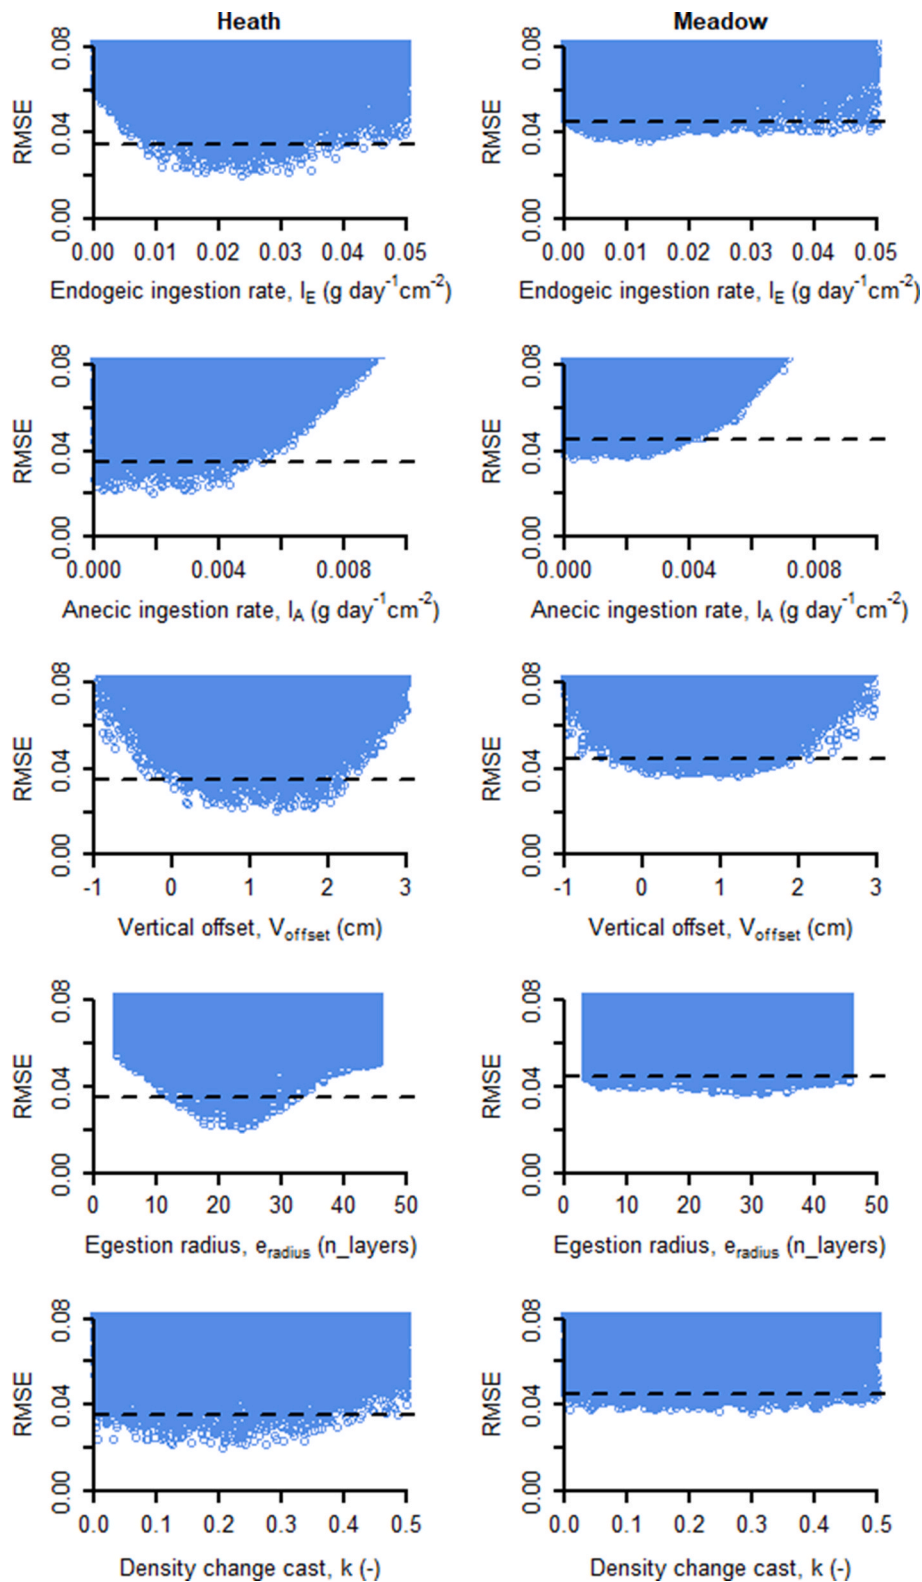 Heath Meadow
RMSE 0.00 0.04 0.08 RMSE 0.00 0.04 0.08
0.00 0.01 0.02 0.03 0.04 0.05 0.00 0.01 0.02 0.03 0.04 0.05
Endogeic ingestion rate, I_E (g day⁻¹cm⁻²) Endogeic ingestion rate, I_E (g day⁻¹cm⁻²)
RMSE 0.00 0.04 0.08 RMSE 0.00 0.04 0.08
0.000 0.004 0.008 0.000 0.004 0.008
Anecic ingestion rate, I_A (g day⁻¹cm⁻²) Anecic ingestion rate, I_A (g day⁻¹cm⁻²)
RMSE 0.00 0.04 0.08 RMSE 0.00 0.04 0.08
-1 0 1 2 3 -1 0 1 2 3
Vertical offset, V_offset (cm) Vertical offset, V_offset (cm)
RMSE 0.00 0.04 0.08 RMSE 0.00 0.04 0.08
0 10 20 30 40 50 0 10 20 30 40 50
Egestion radius, e_radius (n_layers) Egestion radius, e_radius (n_layers)
RMSE 0.00 0.04 0.08 RMSE 0.00 0.04 0.08
0.0 0.1 0.2 0.3 0.4 0.5 0.0 0.1 0.2 0.3 0.4 0.5
Density change cast, k (-) Density change cast, k (-)